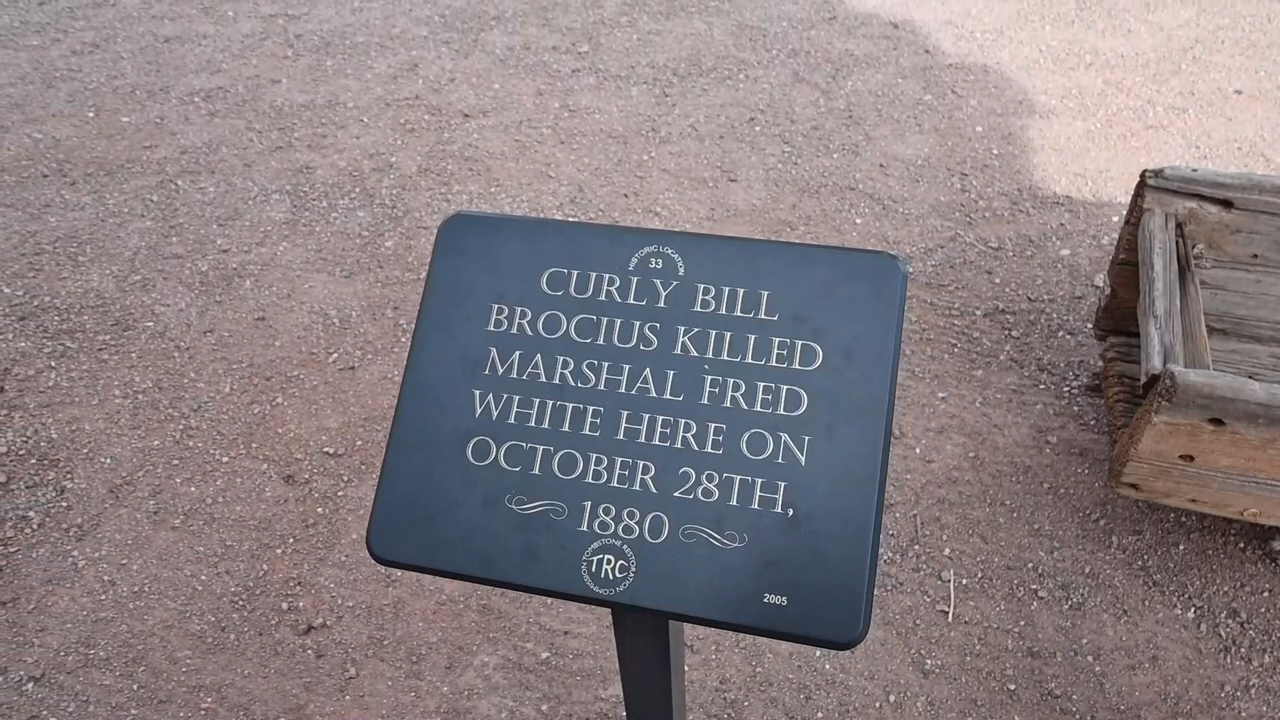 HISTORIC LOCATION
33
CURLY BILL
BROCIUS KILLED
MARSHAL FRED
WHITE HERE ON
OCTOBER 28TH,
1880
TOMBSTONE RESTORATION COMMISSION
TRC
2005